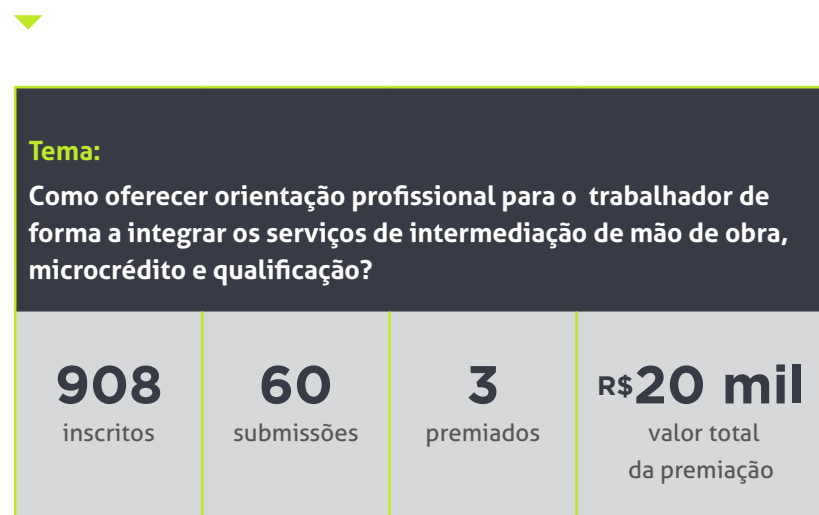 Tema:
Como oferecer orientação profissional para o trabalhador de
forma a integrar os serviços de intermediação de mão de obra,
microcrédito e qualificação?
908
inscritos
60
submissões
3
premiados
R$20 mil
valor total
da premiação